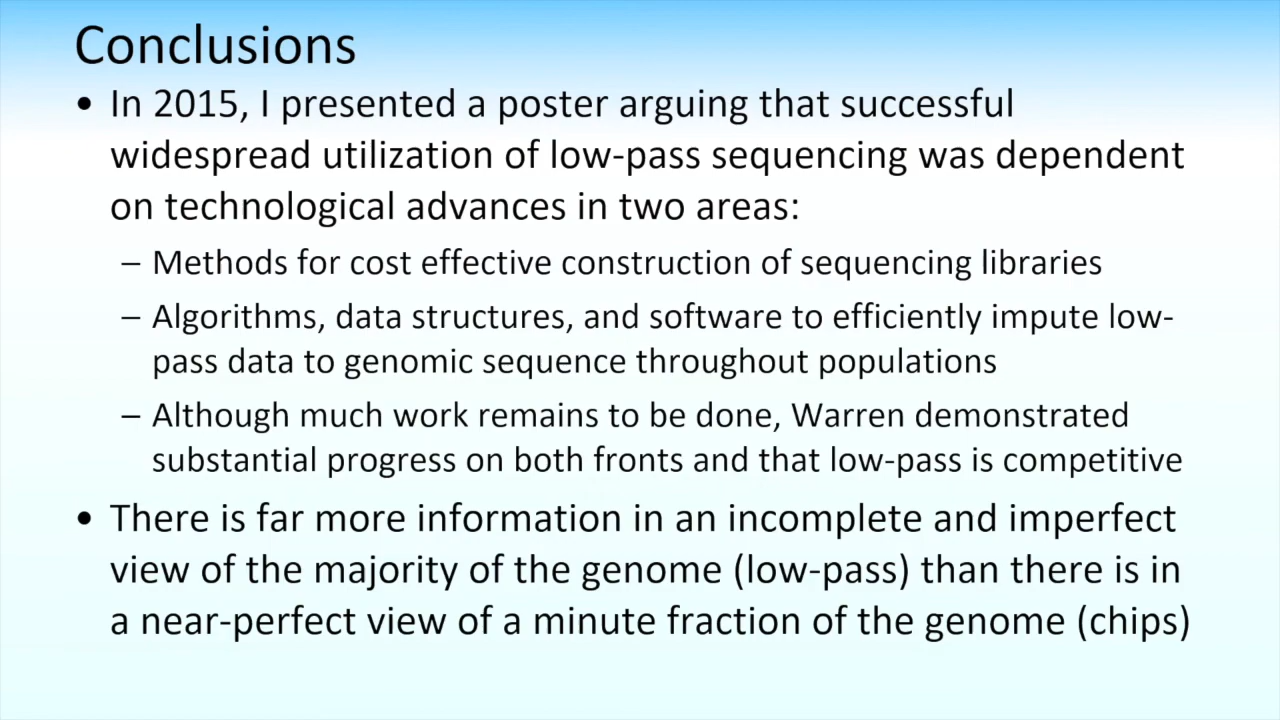 Conclusions
• In 2015, I presented a poster arguing that successful
widespread utilization of low-pass sequencing was dependent
on technological advances in two areas:
– Methods for cost effective construction of sequencing libraries
– Algorithms, data structures, and software to efficiently impute low-
pass data to genomic sequence throughout populations
– Although much work remains to be done, Warren demonstrated
substantial progress on both fronts and that low-pass is competitive
• There is far more information in an incomplete and imperfect
view of the majority of the genome (low-pass) than there is in
a near-perfect view of a minute fraction of the genome (chips)